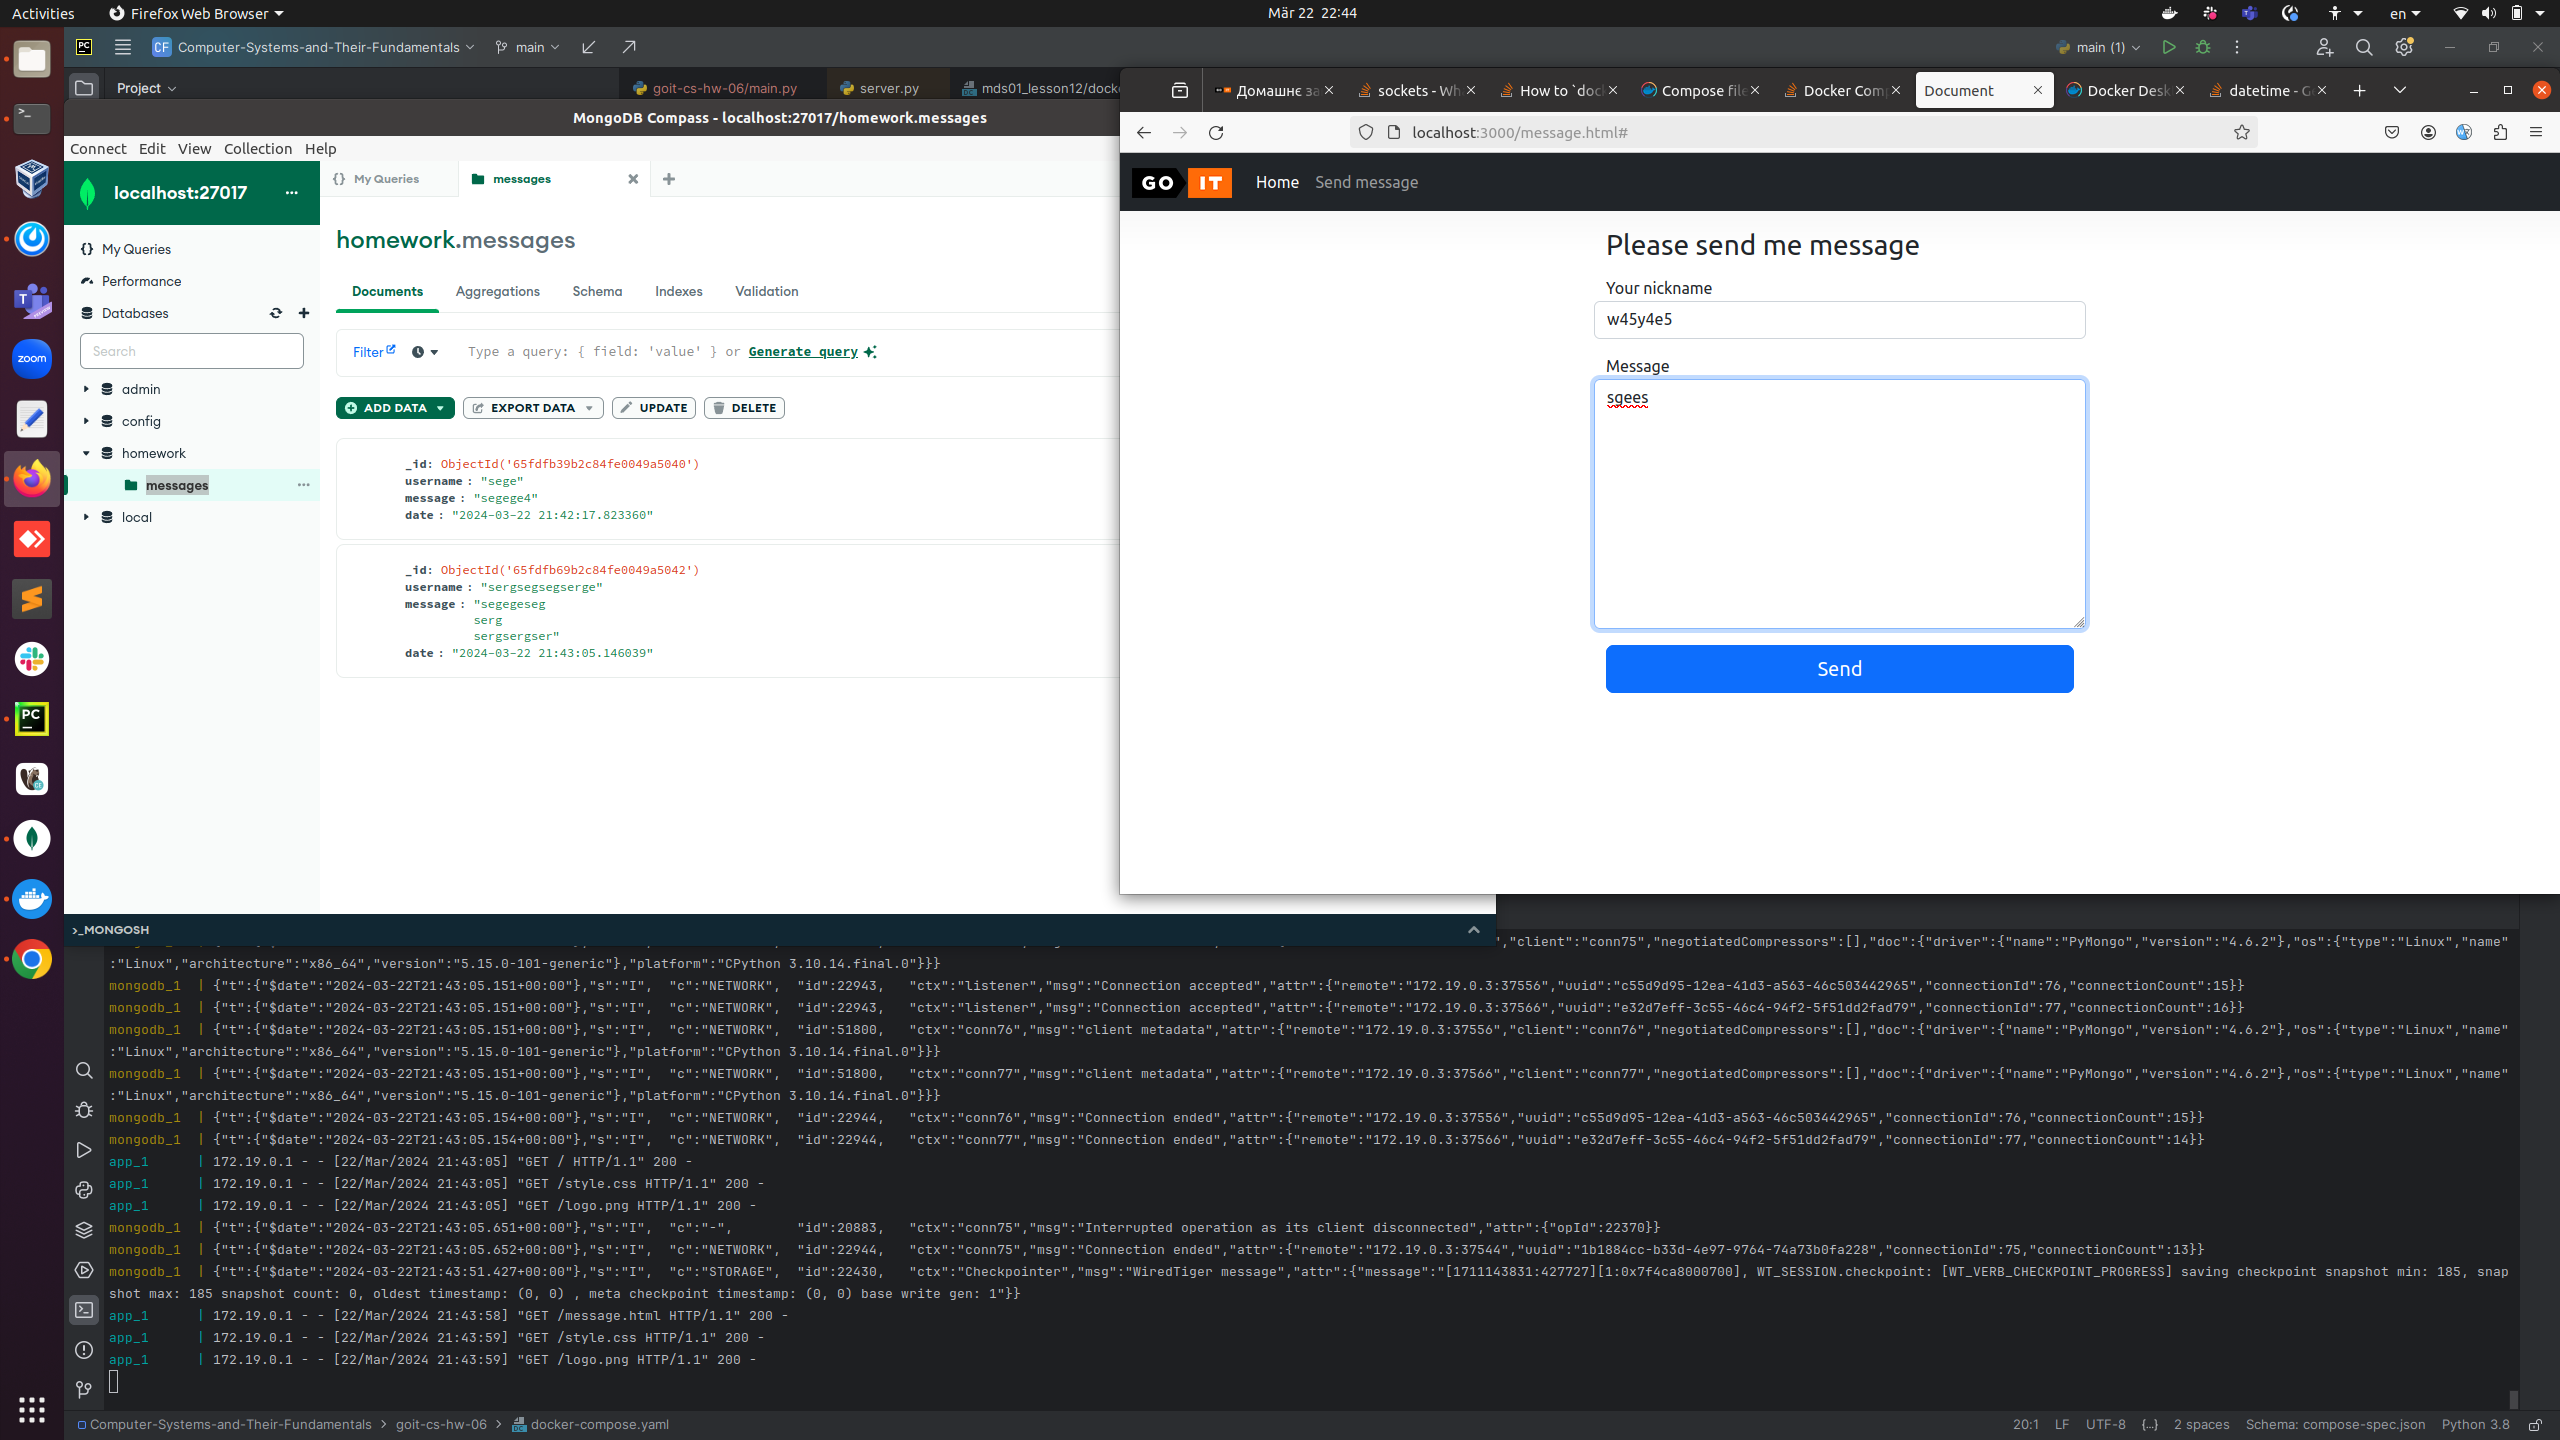 Activities Firefox Web Browser Mär 22 22:44 en
CF Computer-Systems-and-Their-Fundamentals main main (1)
Project goit-cs-hw-06/main.py server.py mds01_lesson12/docke
MongoDB Compass - localhost:27017/homework.messages
Connect Edit View Collection Help
localhost:27017
My Queries
Performance
Databases
Search
admin
config
homework
messages
local
My Queries messages
homework.messages
Documents Aggregations Schema Indexes Validation
Filter Type a query: { field: 'value' } or Generate query
ADD DATA EXPORT DATA UPDATE DELETE
_id: ObjectId('65fdfb39b2c84fe0049a5040')
username : "sege"
message : "segege4"
date : "2024-03-22 21:42:17.823360"
_id: ObjectId('65fdfb69b2c84fe0049a5042')
username : "sergsegsegserge"
message : "segegeseg
serg
sergsergser"
date : "2024-03-22 21:43:05.146039"
>_MONGOSH
Домашнє за sockets - Wh How to `doc Compose file Docker Comp Document Docker Desk datetime - G
localhost:3000/message.html#
GO IT Home Send message
Please send me message
Your nickname
w45y4e5
Message
sgees
Send
","client":"conn75","negotiatedCompressors":[],"doc":{"driver":{"name":"PyMongo","version":"4.6.2"},"os":{"type":"Linux","name"
:"Linux","architecture":"x86_64","version":"5.15.0-101-generic"},"platform":"CPython 3.10.14.final.0"}}}
mongodb_1 | {"t":{"$date":"2024-03-22T21:43:05.151+00:00"},"s":"I", "c":"NETWORK", "id":22943, "ctx":"listener","msg":"Connection accepted","attr":{"remote":"172.19.0.3:37556","uuid":"c55d9d95-12ea-41d3-a563-46c503442965","connectionId":76,"connectionCount":15}}
mongodb_1 | {"t":{"$date":"2024-03-22T21:43:05.151+00:00"},"s":"I", "c":"NETWORK", "id":22943, "ctx":"listener","msg":"Connection accepted","attr":{"remote":"172.19.0.3:37566","uuid":"e32d7eff-3c55-46c4-94f2-5f51dd2fad79","connectionId":77,"connectionCount":16}}
mongodb_1 | {"t":{"$date":"2024-03-22T21:43:05.151+00:00"},"s":"I", "c":"NETWORK", "id":51800, "ctx":"conn76","msg":"client metadata","attr":{"remote":"172.19.0.3:37556","client":"conn76","negotiatedCompressors":[],"doc":{"driver":{"name":"PyMongo","version":"4.6.2"},"os":{"type":"Linux","name"
:"Linux","architecture":"x86_64","version":"5.15.0-101-generic"},"platform":"CPython 3.10.14.final.0"}}}
mongodb_1 | {"t":{"$date":"2024-03-22T21:43:05.151+00:00"},"s":"I", "c":"NETWORK", "id":51800, "ctx":"conn77","msg":"client metadata","attr":{"remote":"172.19.0.3:37566","client":"conn77","negotiatedCompressors":[],"doc":{"driver":{"name":"PyMongo","version":"4.6.2"},"os":{"type":"Linux","name"
:"Linux","architecture":"x86_64","version":"5.15.0-101-generic"},"platform":"CPython 3.10.14.final.0"}}}
mongodb_1 | {"t":{"$date":"2024-03-22T21:43:05.154+00:00"},"s":"I", "c":"NETWORK", "id":22944, "ctx":"conn76","msg":"Connection ended","attr":{"remote":"172.19.0.3:37556","uuid":"c55d9d95-12ea-41d3-a563-46c503442965","connectionId":76,"connectionCount":15}}
mongodb_1 | {"t":{"$date":"2024-03-22T21:43:05.154+00:00"},"s":"I", "c":"NETWORK", "id":22944, "ctx":"conn77","msg":"Connection ended","attr":{"remote":"172.19.0.3:37566","uuid":"e32d7eff-3c55-46c4-94f2-5f51dd2fad79","connectionId":77,"connectionCount":14}}
app_1 | 172.19.0.1 - - [22/Mar/2024 21:43:05] "GET / HTTP/1.1" 200 -
app_1 | 172.19.0.1 - - [22/Mar/2024 21:43:05] "GET /style.css HTTP/1.1" 200 -
app_1 | 172.19.0.1 - - [22/Mar/2024 21:43:05] "GET /logo.png HTTP/1.1" 200 -
mongodb_1 | {"t":{"$date":"2024-03-22T21:43:05.651+00:00"},"s":"I", "c":"-", "id":20883, "ctx":"conn75","msg":"Interrupted operation as its client disconnected","attr":{"opId":22370}}
mongodb_1 | {"t":{"$date":"2024-03-22T21:43:05.652+00:00"},"s":"I", "c":"NETWORK", "id":22944, "ctx":"conn75","msg":"Connection ended","attr":{"remote":"172.19.0.3:37544","uuid":"1b1884cc-b33d-4e97-9764-74a73b0fa228","connectionId":75,"connectionCount":13}}
mongodb_1 | {"t":{"$date":"2024-03-22T21:43:51.427+00:00"},"s":"I", "c":"STORAGE", "id":22430, "ctx":"Checkpointer","msg":"WiredTiger message","attr":{"message":"[1711143831:427727][1:0x7f4ca8000700], WT_SESSION.checkpoint: [WT_VERB_CHECKPOINT_PROGRESS] saving checkpoint snapshot min: 185, snap
shot max: 185 snapshot count: 0, oldest timestamp: (0, 0) , meta checkpoint timestamp: (0, 0) base write gen: 1"}}
app_1 | 172.19.0.1 - - [22/Mar/2024 21:43:58] "GET /message.html HTTP/1.1" 200 -
app_1 | 172.19.0.1 - - [22/Mar/2024 21:43:59] "GET /style.css HTTP/1.1" 200 -
app_1 | 172.19.0.1 - - [22/Mar/2024 21:43:59] "GET /logo.png HTTP/1.1" 200 -
Computer-Systems-and-Their-Fundamentals > goit-cs-hw-06 > docker-compose.yaml 20:1 LF UTF-8 {...} 2 spaces Schema: compose-spec.json Python 3.8